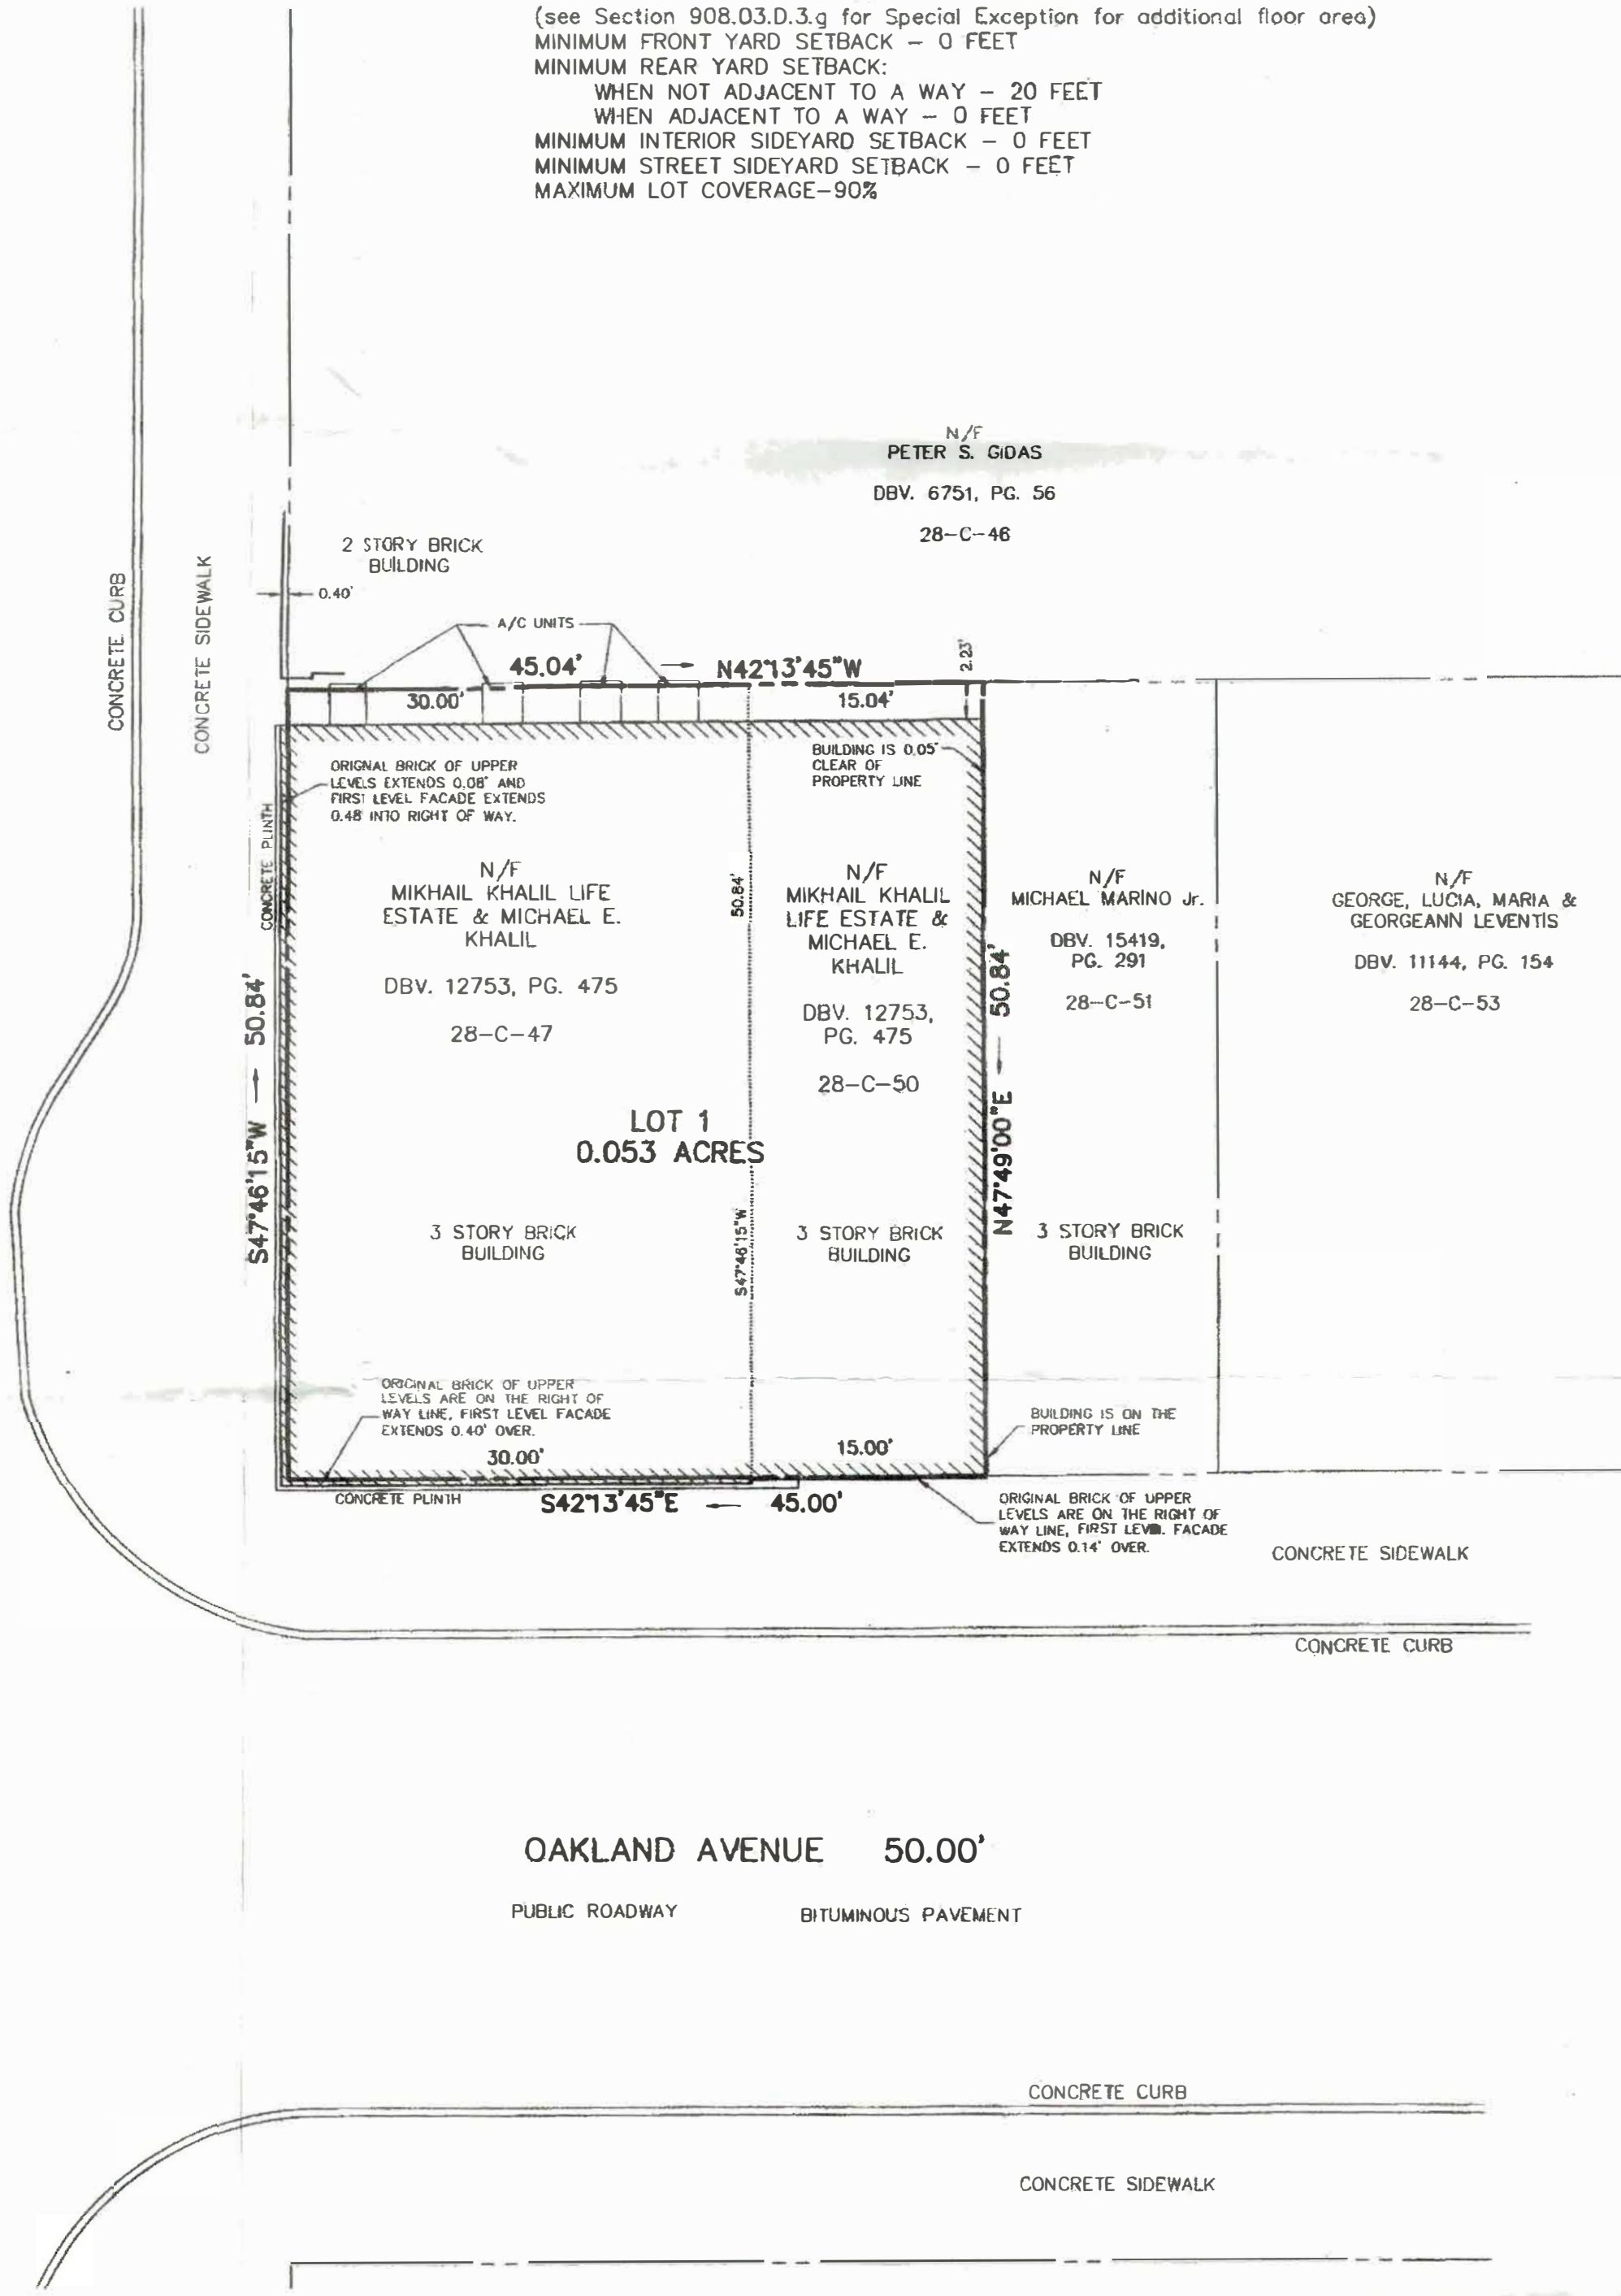 (see Section 908.03.D.3.g for Special Exception for additional floor area)
MINIMUM FRONT YARD SETBACK – 0 FEET
MINIMUM REAR YARD SETBACK:
WHEN NOT ADJACENT TO A WAY – 20 FEET
WHEN ADJACENT TO A WAY – 0 FEET
MINIMUM INTERIOR SIDEYARD SETBACK – 0 FEET
MINIMUM STREET SIDEYARD SETBACK – 0 FEET
MAXIMUM LOT COVERAGE–90%
N/F
PETER S. GIDAS
DBV. 6751, PG. 56
28–C–46
2 STORY BRICK
BUILDING
CONCRETE CURB
CONCRETE SIDEWALK
0.40'
A/C UNITS
45.04'
N42°13'45"W
2.23'
30.00'
15.04'
ORIGNAL BRICK OF UPPER
LEVELS EXTENDS 0.08' AND
FIRST LEVEL FACADE EXTENDS
0.48' INTO RIGHT OF WAY.
BUILDING IS 0.05'
CLEAR OF
PROPERTY LINE
CONCRETE PLINTH
N/F
MIKHAIL KHALIL LIFE
ESTATE & MICHAEL E.
KHALIL
DBV. 12753, PG. 475
28–C–47
50.84'
N/F
MIKHAIL KHALIL
LIFE ESTATE &
MICHAEL E.
KHALIL
DBV. 12753,
PG. 475
28–C–50
N/F
MICHAEL MARINO Jr.
DBV. 15419,
PG. 291
28–C–51
N/F
GEORGE, LUCIA, MARIA &
GEORGEANN LEVENTIS
DBV. 11144, PG. 154
28–C–53
S47°46'15"W
50.84'
N47°49'00"E
50.84'
LOT 1
0.053 ACRES
S47°46'15"W
3 STORY BRICK
BUILDING
3 STORY BRICK
BUILDING
3 STORY BRICK
BUILDING
ORIGINAL BRICK OF UPPER
LEVELS ARE ON THE RIGHT OF
WAY LINE, FIRST LEVEL FACADE
EXTENDS 0.40' OVER.
BUILDING IS ON THE
PROPERTY LINE
30.00'
15.00'
CONCRETE PLINTH
S42°13'45"E
45.00'
ORIGINAL BRICK OF UPPER
LEVELS ARE ON THE RIGHT OF
WAY LINE, FIRST LEVEL FACADE
EXTENDS 0.14' OVER.
CONCRETE SIDEWALK
CONCRETE CURB
OAKLAND AVENUE 50.00'
PUBLIC ROADWAY BITUMINOUS PAVEMENT
CONCRETE CURB
CONCRETE SIDEWALK